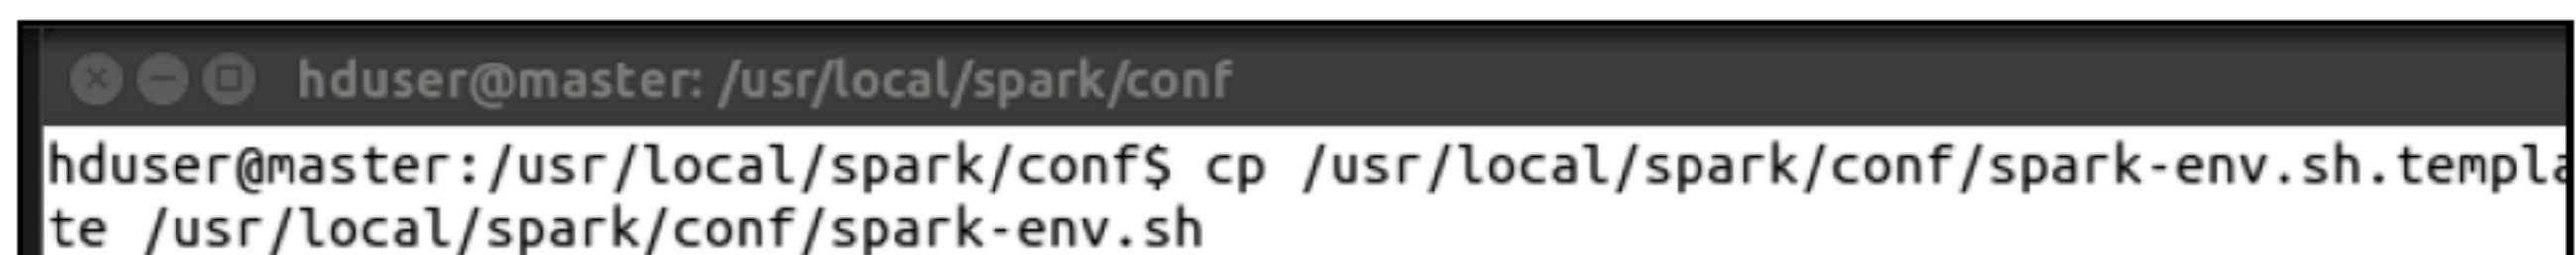 hduser@master: /usr/local/spark/conf
hduser@master:/usr/local/spark/conf$ cp /usr/local/spark/conf/spark-env.sh.templa
te /usr/local/spark/conf/spark-env.sh